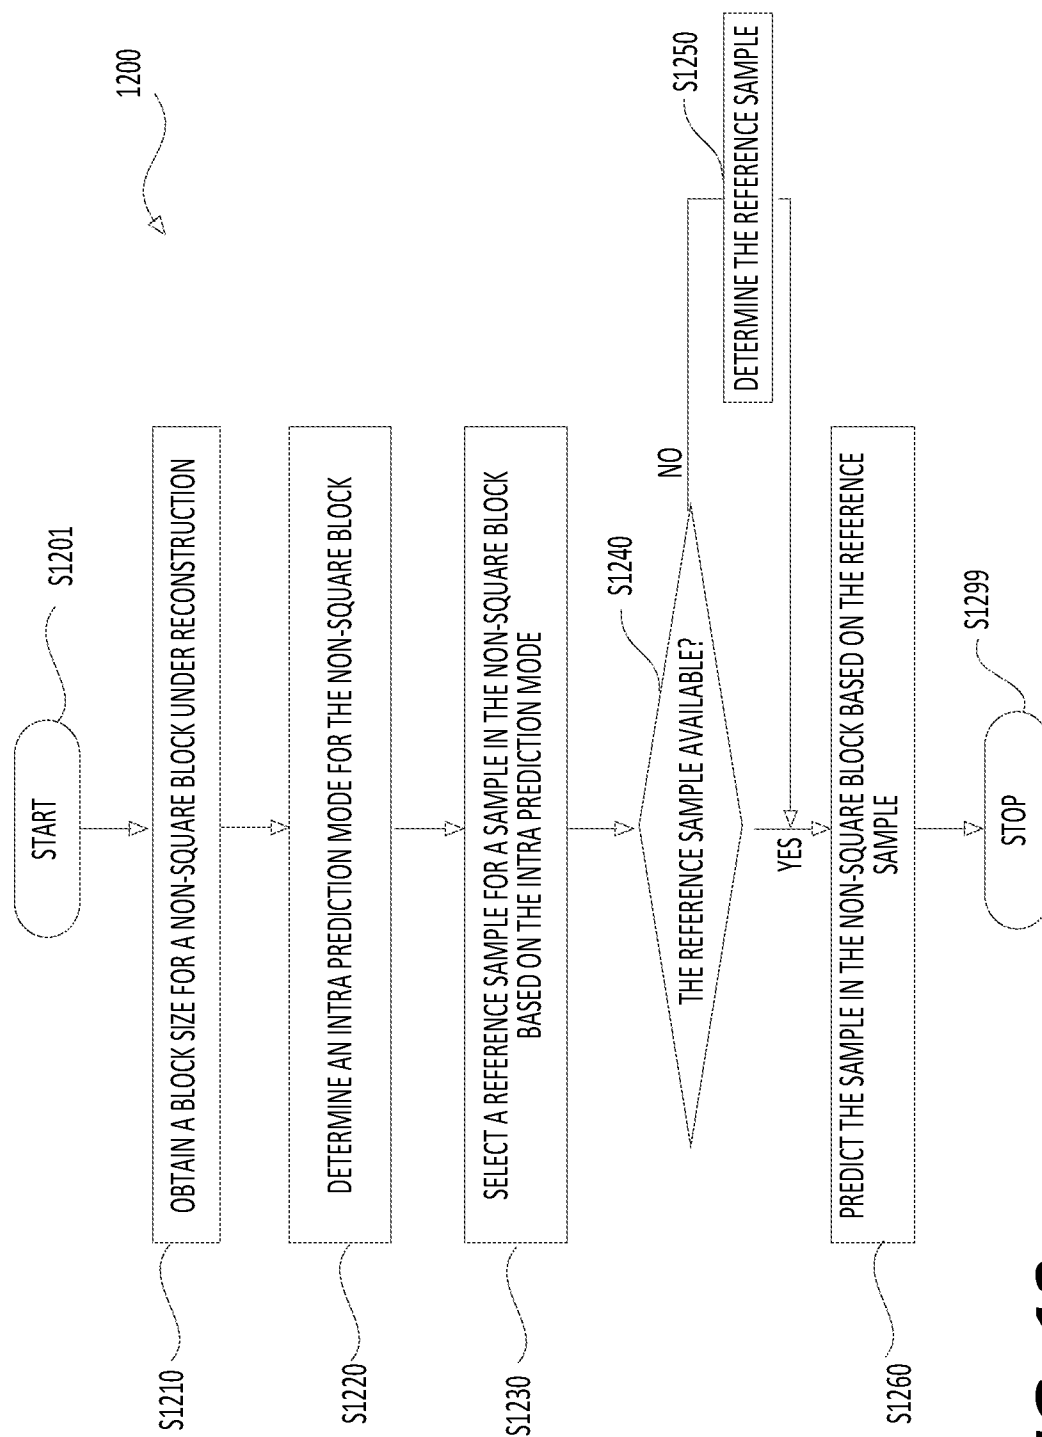 1200
START
S1201
S1210
OBTAIN A BLOCK SIZE FOR A NON-SQUARE BLOCK UNDER RECONSTRUCTION
S1220
DETERMINE AN INTRA PREDICTION MODE FOR THE NON-SQUARE BLOCK
S1230
SELECT A REFERENCE SAMPLE FOR A SAMPLE IN THE NON-SQUARE BLOCK
BASED ON THE INTRA PREDICTION MODE
S1240
THE REFERENCE SAMPLE AVAILABLE?
NO
S1250
DETERMINE THE REFERENCE SAMPLE
YES
S1260
PREDICT THE SAMPLE IN THE NON-SQUARE BLOCK BASED ON THE REFERENCE
SAMPLE
S1299
STOP